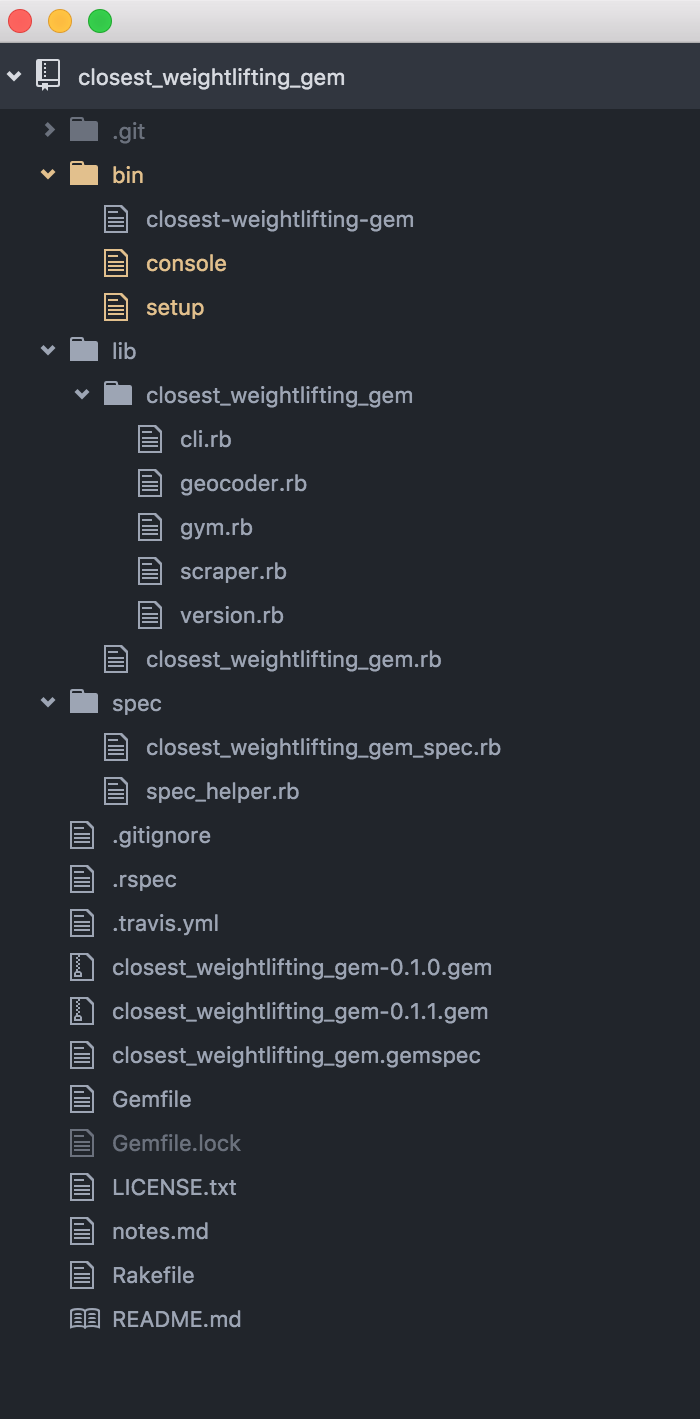 closest_weightlifting_gem
.git
bin
closest-weightlifting-gem
console
setup
lib
closest_weightlifting_gem
cli.rb
geocoder.rb
gym.rb
scraper.rb
version.rb
closest_weightlifting_gem.rb
spec
closest_weightlifting_gem_spec.rb
spec_helper.rb
.gitignore
.rspec
.travis.yml
closest_weightlifting_gem-0.1.0.gem
closest_weightlifting_gem-0.1.1.gem
closest_weightlifting_gem.gemspec
Gemfile
Gemfile.lock
LICENSE.txt
notes.md
Rakefile
README.md